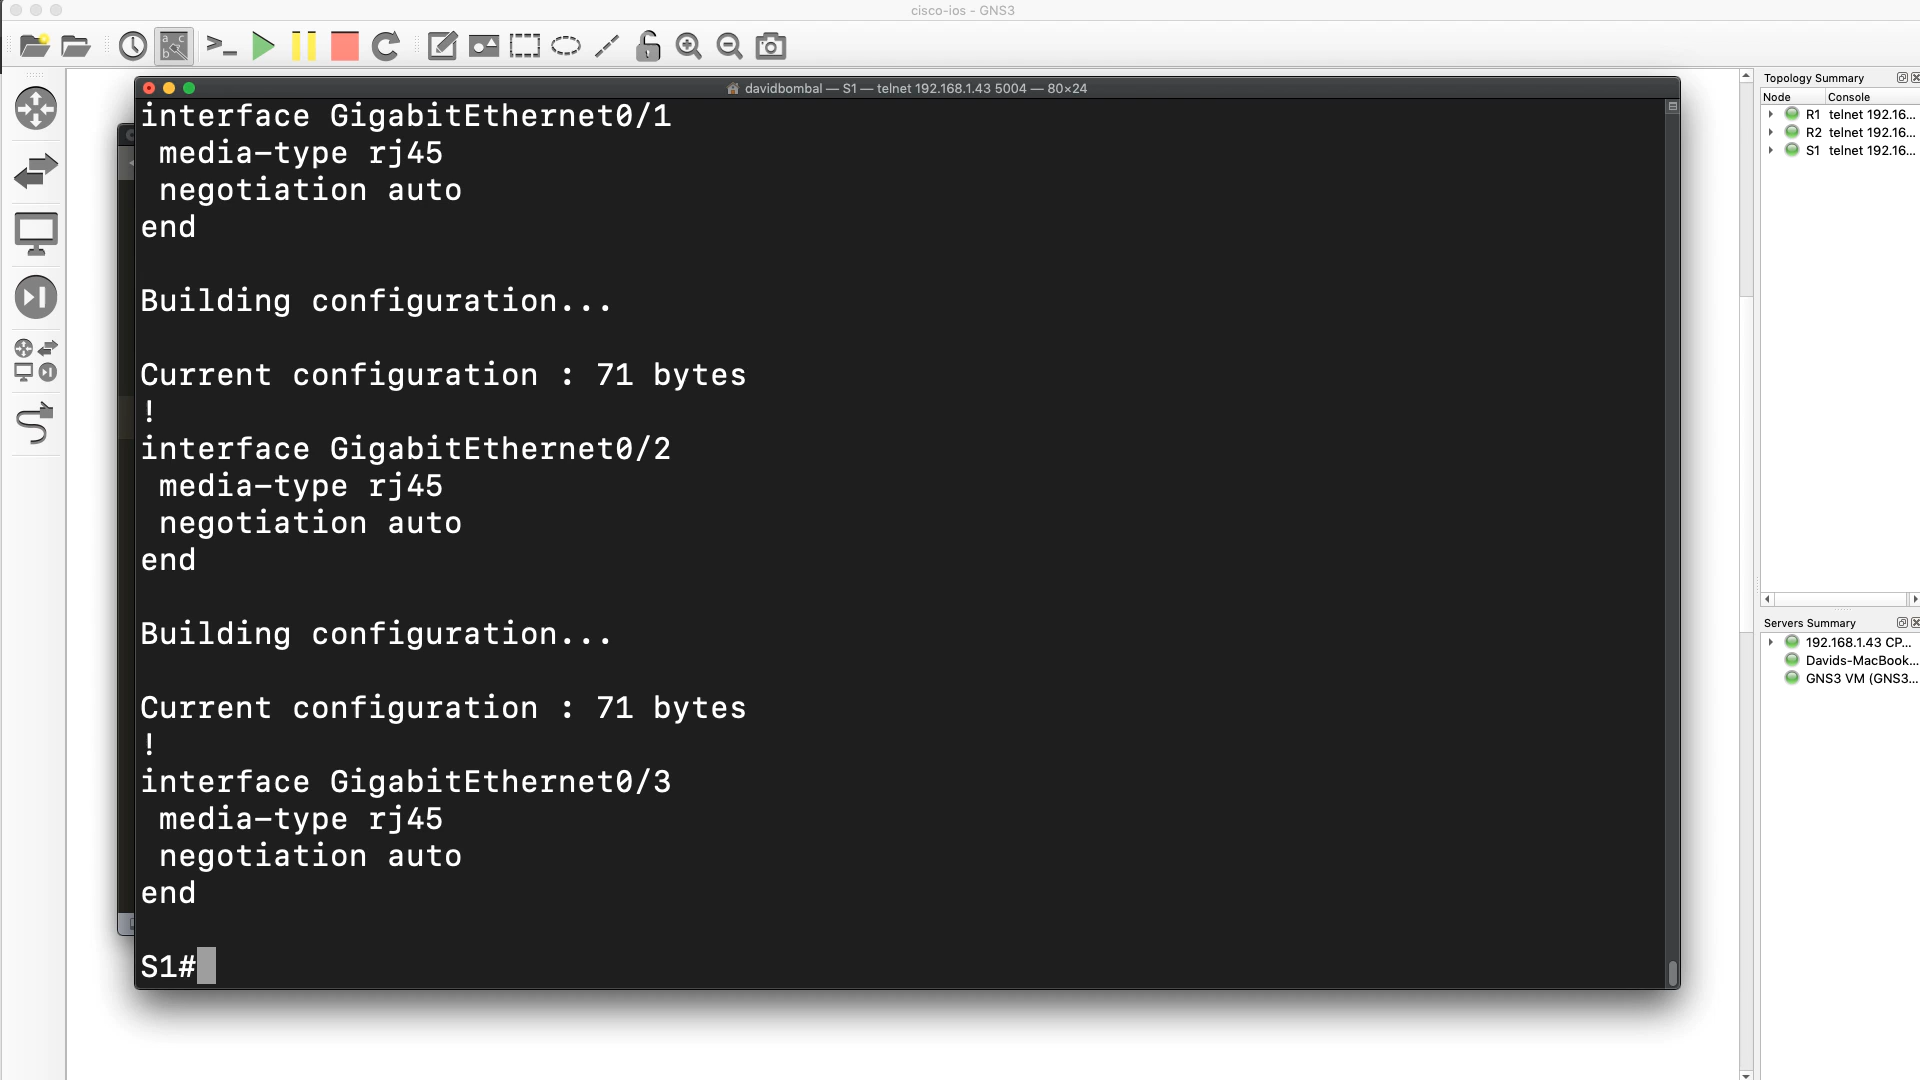 cisco-ios - GNS3
davidbombal — S1 — telnet 192.168.1.43 5004 — 80×24
interface GigabitEthernet0/1
 media-type rj45
 negotiation auto
end

Building configuration...

Current configuration : 71 bytes
!
interface GigabitEthernet0/2
 media-type rj45
 negotiation auto
end

Building configuration...

Current configuration : 71 bytes
!
interface GigabitEthernet0/3
 media-type rj45
 negotiation auto
end

S1#
Topology Summary
Node Console
R1 telnet 192.16...
R2 telnet 192.16...
S1 telnet 192.16...
Servers Summary
192.168.1.43 CP...
Davids-MacBook...
GNS3 VM (GNS3...